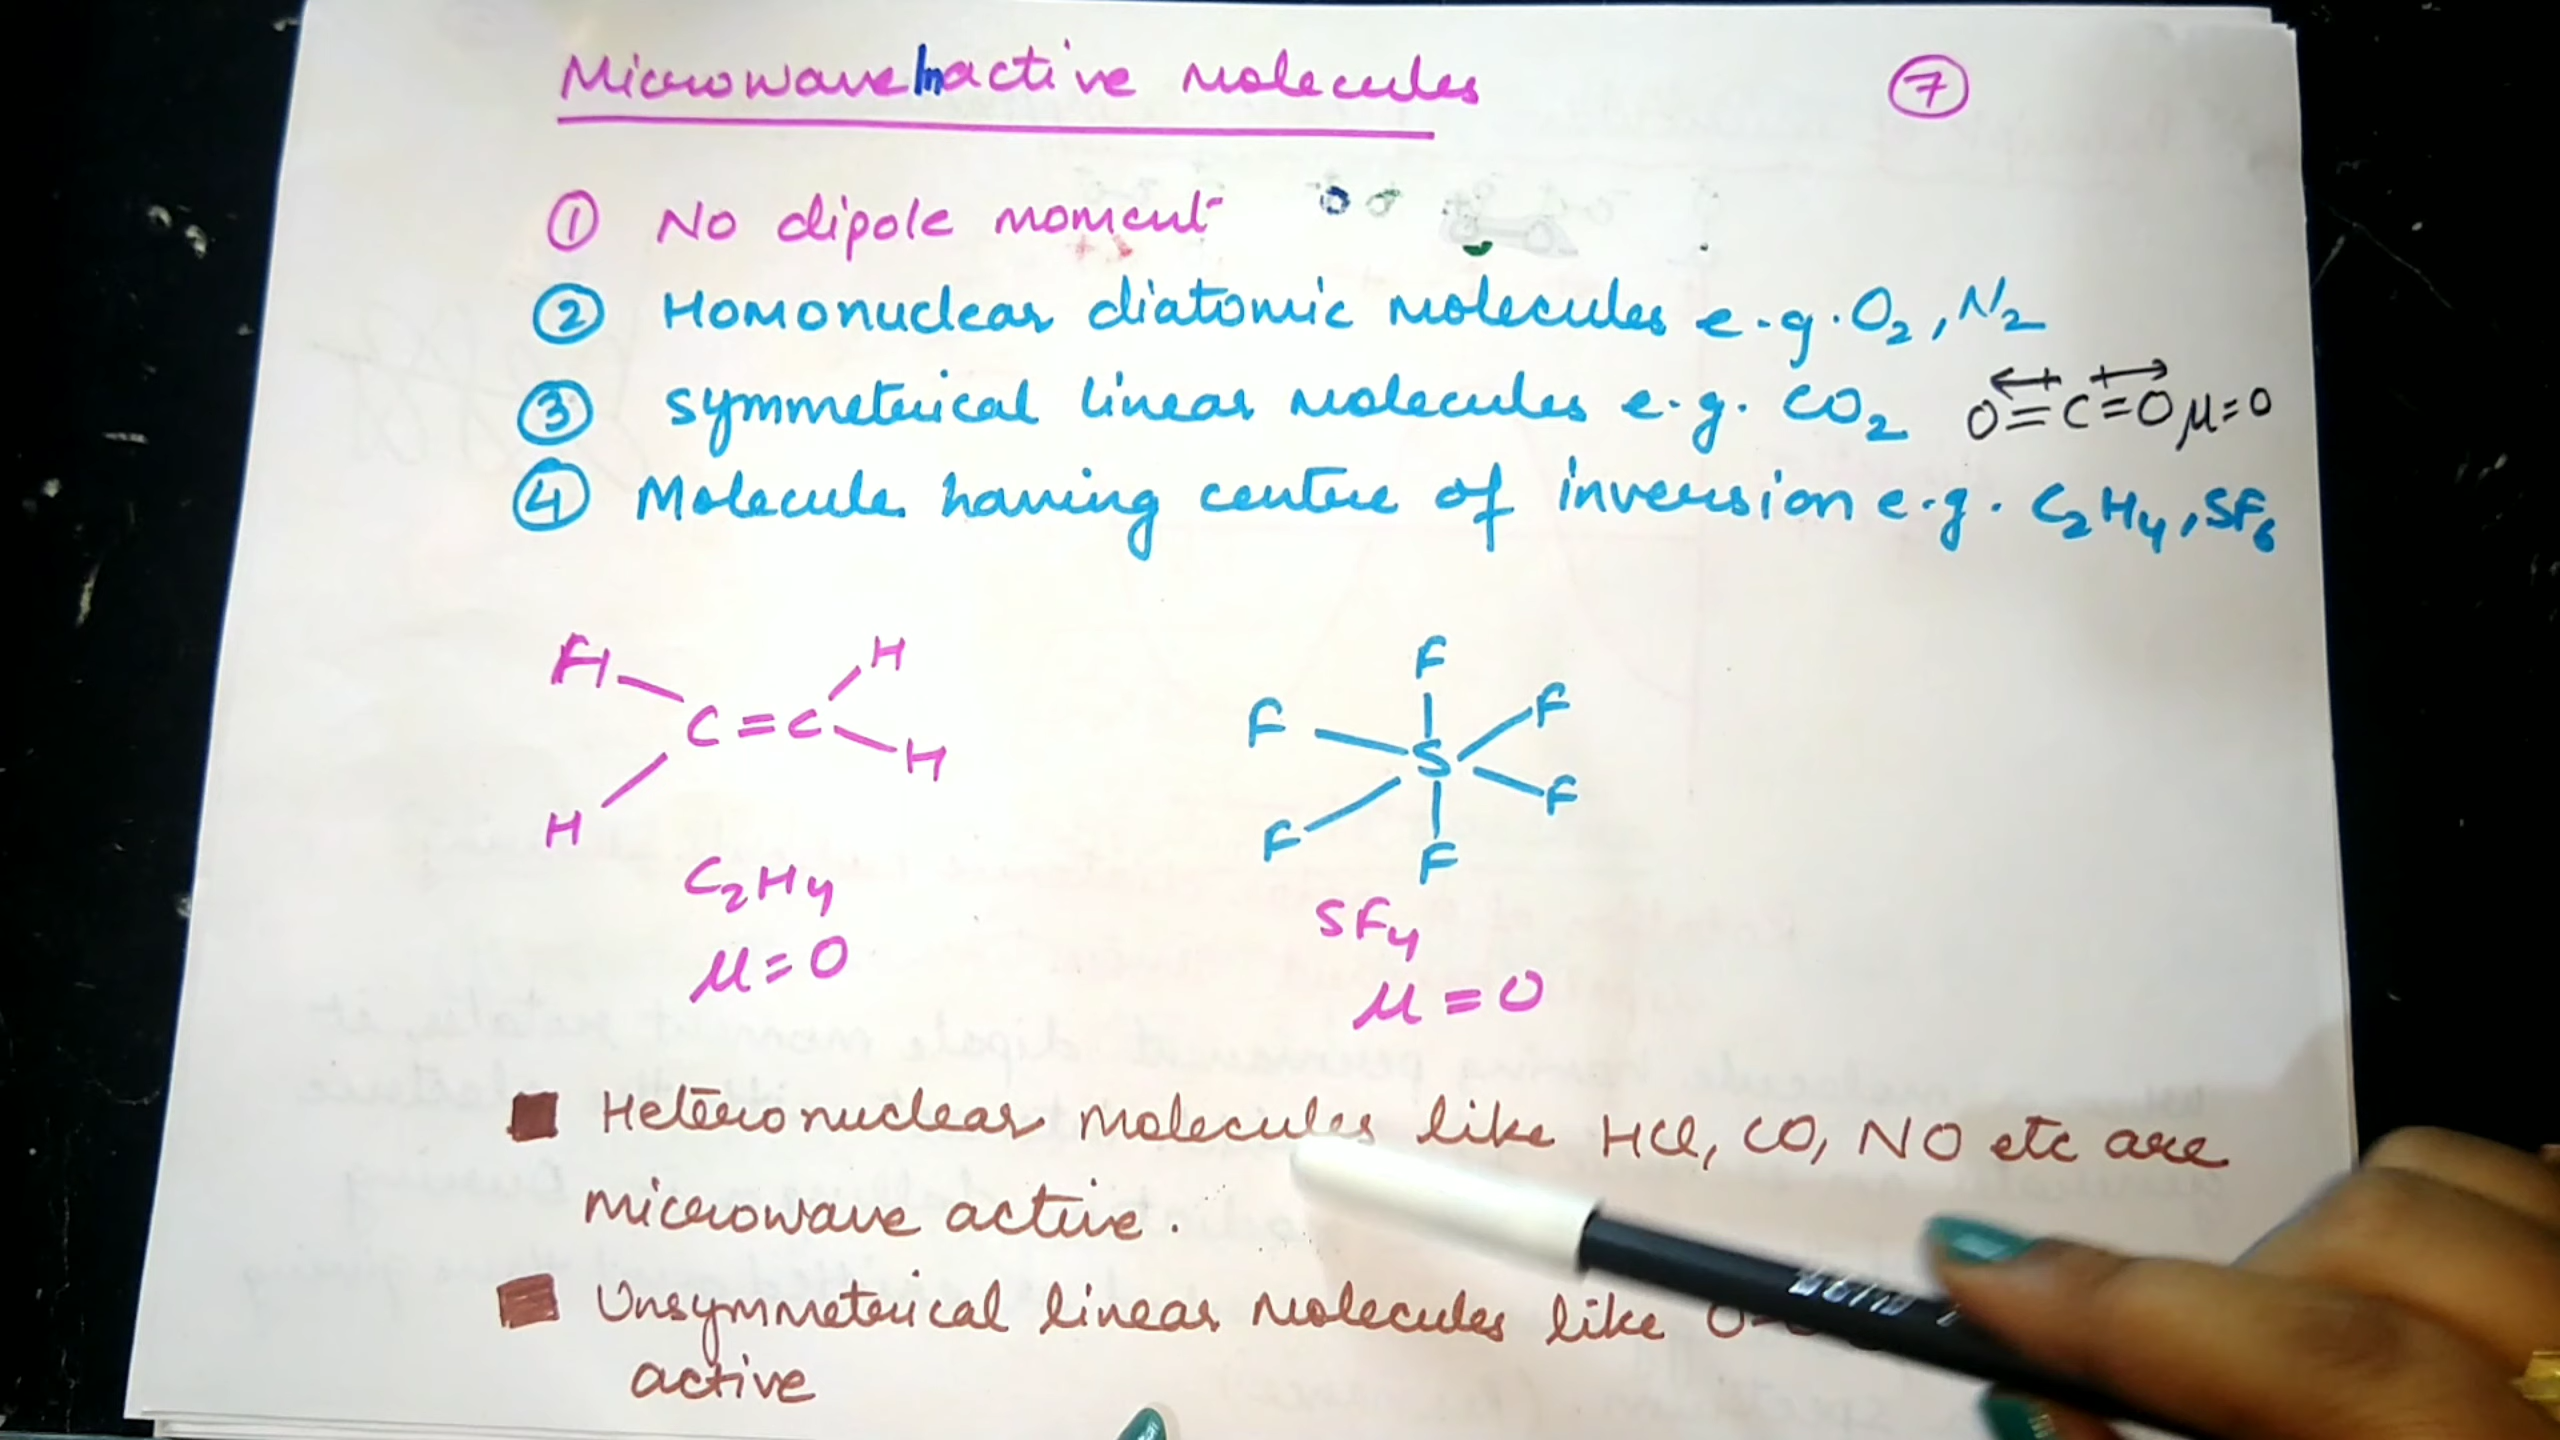 Microwave Inactive Molecules
7
① No dipole moment
② Homonuclear diatomic molecules e.g. O₂, N₂
③ Symmetrical linear molecules e.g. CO₂ O=C=O μ=0
④ Molecule having centre of inversion e.g. C₂H₄, SF₆
H H
C=C
H
H
C₂H₄
μ=0
F
F F
S
F
F
F
SF₄
μ=0
Heteronuclear molecules like HCl, CO, NO etc are
microwave active.
Unsymmetrical linear molecules like
active